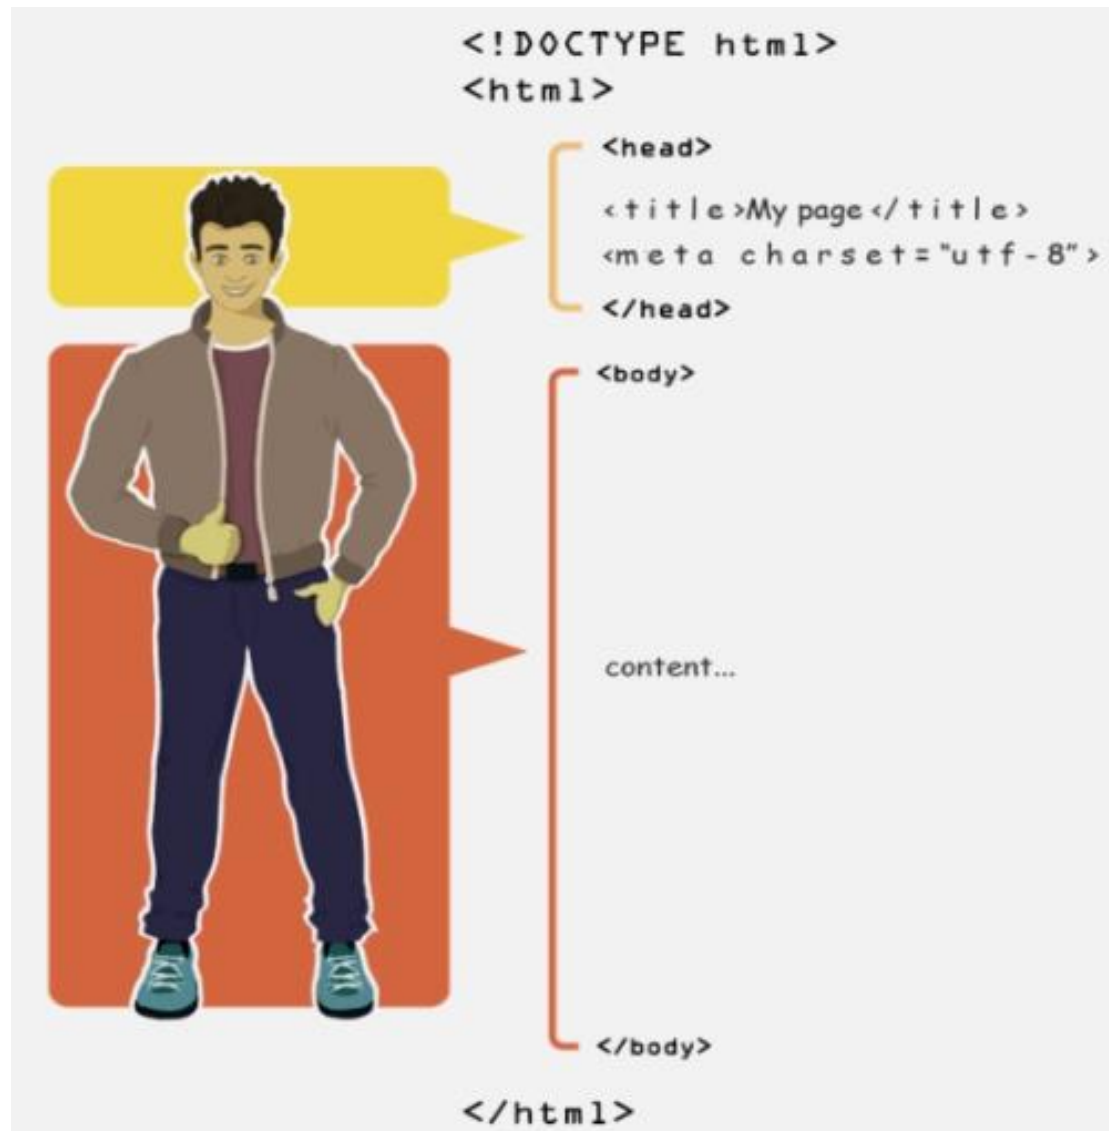 <!DOCTYPE html>
<html>
<head>
<title>My page</title>
<meta charset="utf-8">
</head>
<body>
content...
</body>
</html>